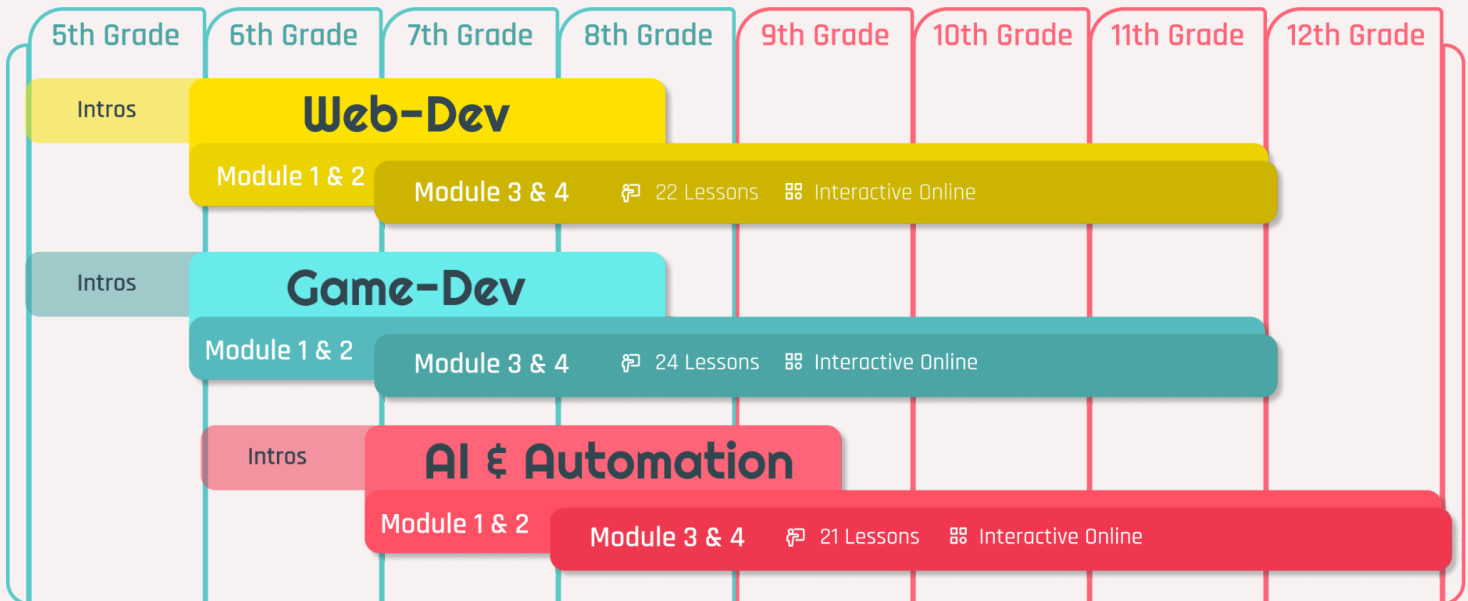 5th Grade 6th Grade 7th Grade 8th Grade 9th Grade 10th Grade 11th Grade 12th Grade
Intros
Web-Dev
Module 1 & 2
Module 3 & 4 22 Lessons Interactive Online
Intros
Game-Dev
Module 1 & 2
Module 3 & 4 24 Lessons Interactive Online
Intros
AI & Automation
Module 1 & 2
Module 3 & 4 21 Lessons Interactive Online